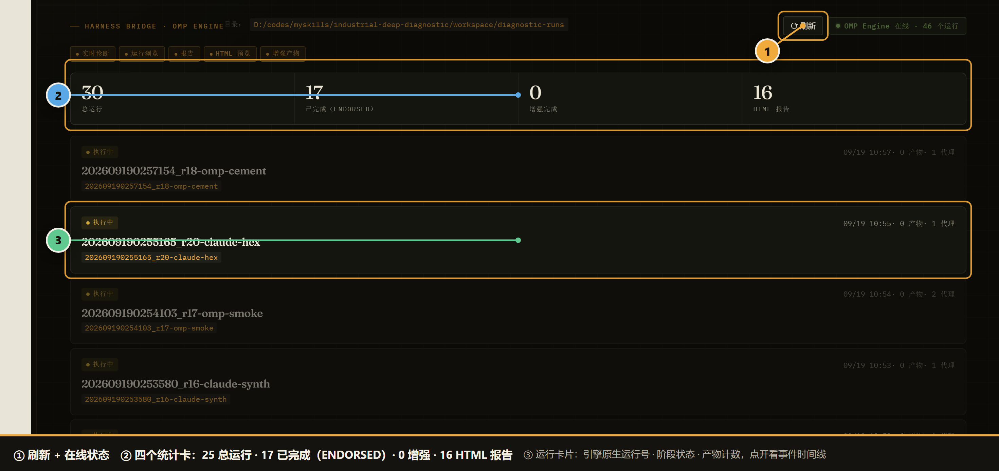 — HARNESS BRIDGE · OMP ENGINE 目录： D:/codes/myskills/industrial-deep-diagnostic/workspace/diagnostic-runs
刷新
OMP Engine 在线 · 46 个运行
1
实时诊断 运行浏览 报告 HTML 预览 增强产物
2
30 17 0 16
总运行 已完成（ENDORSED） 增强完成 HTML 报告
执行中 09/19 10:57· 0 产物· 1 代理
202609190257154_r18-omp-cement
202609190257154_r18-omp-cement
执行中 09/19 10:55· 0 产物· 1 代理
3
202609190255165_r20-claude-hex
202609190255165_r20-claude-hex
执行中 09/19 10:54· 0 产物· 2 代理
202609190254103_r17-omp-smoke
202609190254103_r17-omp-smoke
执行中 09/19 10:53· 0 产物· 1 代理
202609190253580_r16-claude-synth
202609190253580_r16-claude-synth
① 刷新 + 在线状态 ② 四个统计卡：25 总运行 · 17 已完成（ENDORSED）· 0 增强 · 16 HTML 报告 ③ 运行卡片：引擎原生运行号 · 阶段状态 · 产物计数，点开看事件时间线